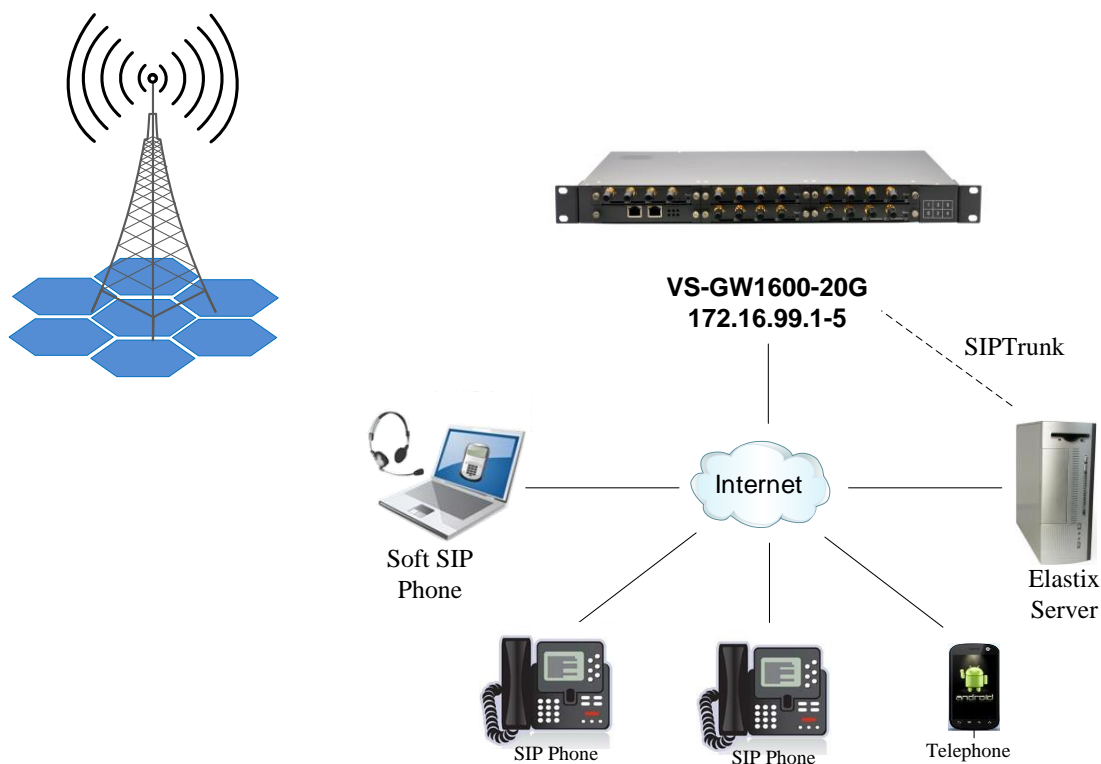 VS-GW1600-20G
172.16.99.1-5
SIPTrunk
Internet
Soft SIP
Phone
Elastix
Server
android
SIP Phone
SIP Phone
Telephone